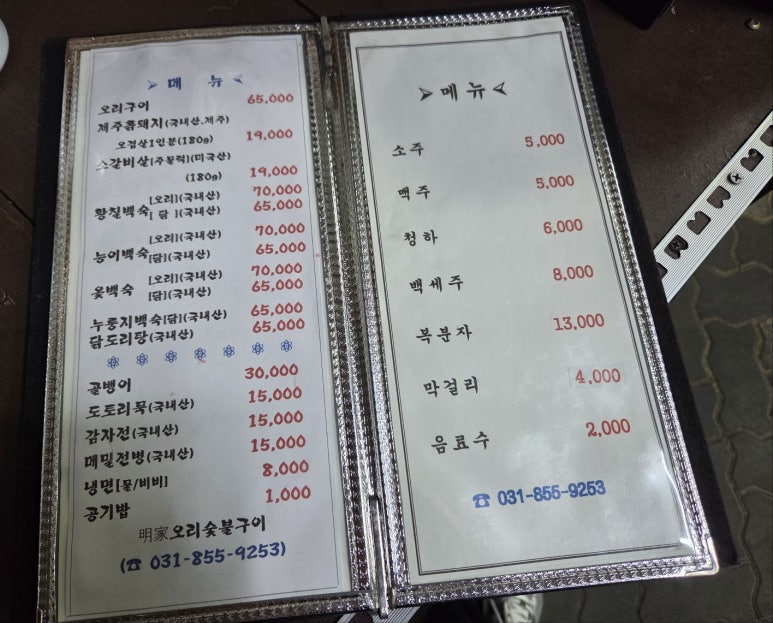 메 뉴
오리구이 65,000
제주흙돼지(국내산.제주)
오겹살1인분(180g) 19,000
소갈비살[주물럭](미국산)
(180g) 19,000
[오리](국내산) 70,000
황칠백숙[닭](국내산) 65,000
[오리](국내산) 70,000
능어백숙[닭](국내산) 65,000
[오리](국내산) 70,000
옻백숙[닭](국내산) 65,000
누룽지백숙[닭](국내산) 65,000
닭도리탕(국내산) 65,000
골뱅이 30,000
도토리묵(국내산) 15,000
감자전(국내산) 15,000
메밀전병(국내산) 15,000
냉면[물/비비] 8,000
공기밥 1,000
明家오리숯불구이
(☎ 031-855-9253)
메 뉴
소주 5,000
맥주 5,000
청하 6,000
백세주 8,000
복분자 13,000
막걸리 4,000
음료수 2,000
☎ 031-855-9253